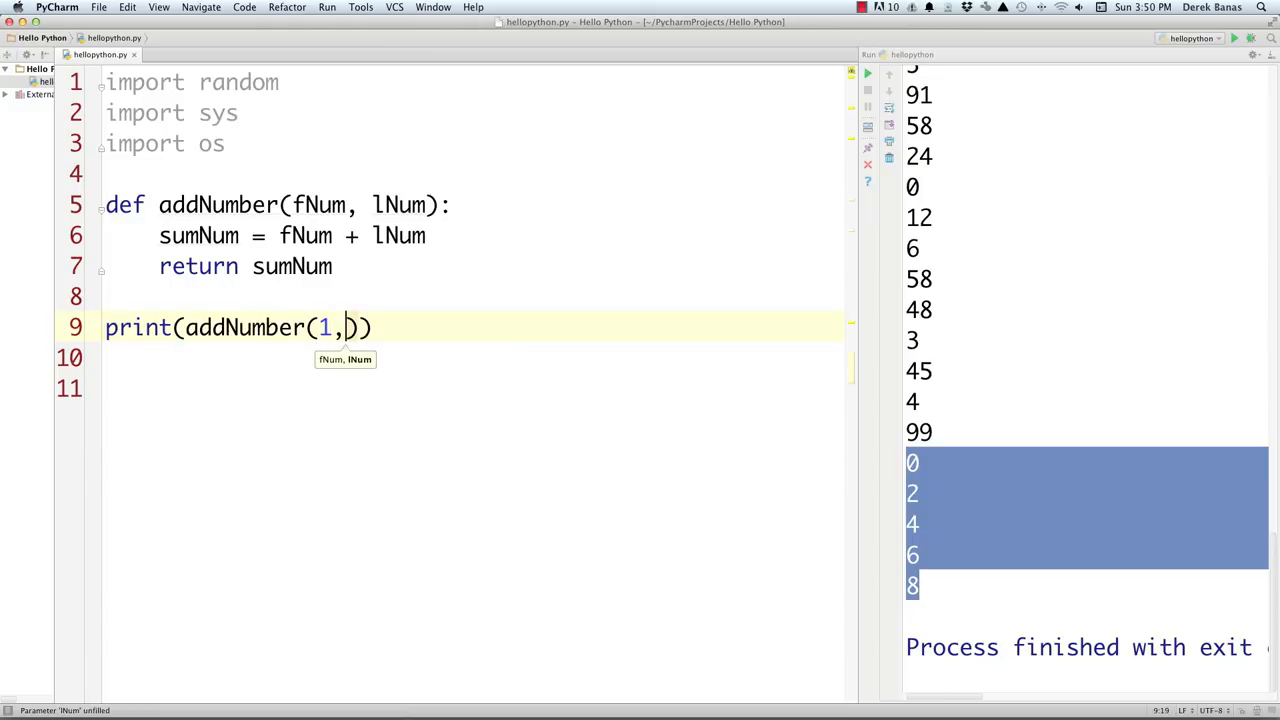 PyCharm File Edit View Navigate Code Refactor Run Tools VCS Window Help 10 Sun 3:50 PM Derek Banas
hellopython.py – Hello Python – [~/PycharmProjects/Hello Python]
Hello Python hellopython.py hellopython
hellopython.py × Run hellopython
Hello P
hell
Externa
1 import random
2 import sys
3 import os
4
5 def addNumber(fNum, lNum):
6 sumNum = fNum + lNum
7 return sumNum
8
9 print(addNumber(1,))
fNum, lNum
10
11
91
58
24
0
12
6
58
48
3
45
4
99
0
2
4
6
8
Process finished with exit
Parameter 'lNum' unfilled 9:19 LF UTF-8